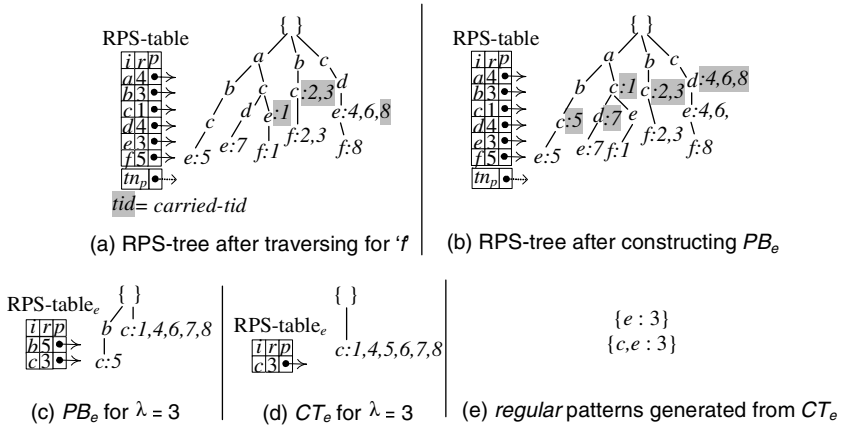 RPS-table
i r p
a 4
b 3
c 1
d 4
e 3
f 5
tn_p
{ }
a b c
b c c:2,3 d
c d e:1 e:4,6,8
e:5 e:7 f:1 f:2,3 f:8
tid = carried-tid
(a) RPS-tree after traversing for 'f'
RPS-table
i r p
a 4
b 3
c 1
d 4
e 3
f 5
tn_p
{ }
a b c
b c:1 c:2,3 d:4,6,8
c:5 d:7 e e:4,6,
e:5 e:7 f:1 f:2,3 f:8
(b) RPS-tree after constructing PB_e
RPS-table_e
i r p
b 5
c 3
{ }
b c:1,4,6,7,8
c:5
(c) PB_e for λ = 3
RPS-table_e
i r p
c 3
{ }
c:1,4,5,6,7,8
(d) CT_e for λ = 3
{e : 3}
{c,e : 3}
(e) regular patterns generated from CT_e